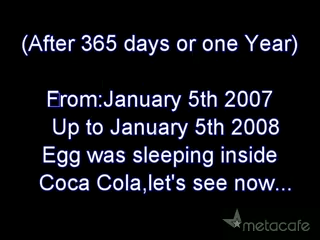 (After 365 days or one Year)
From:January 5th 2007
Up to January 5th 2008
Egg was sleeping inside
Coca Cola,let's see now...
metacafe